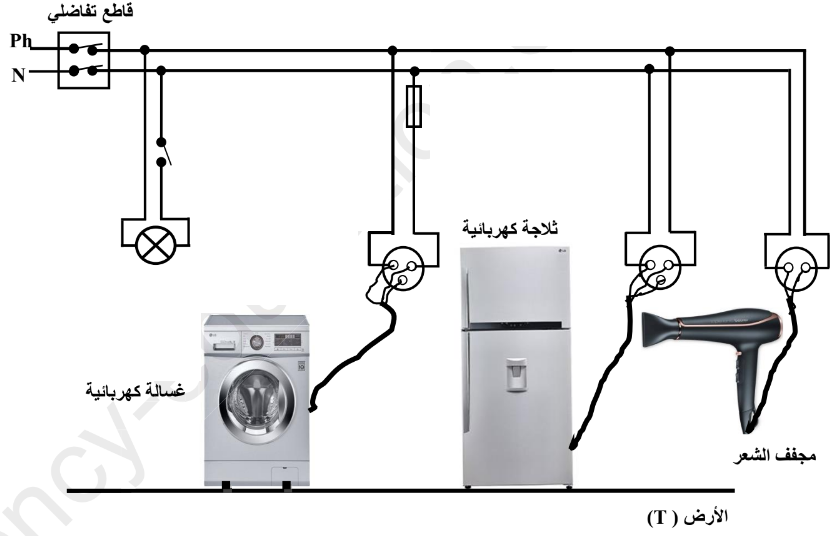 قاطع تفاضلي
Ph
N
ثلاجة كهربائية
غسالة كهربائية
مجفف الشعر
الأرض ( T)